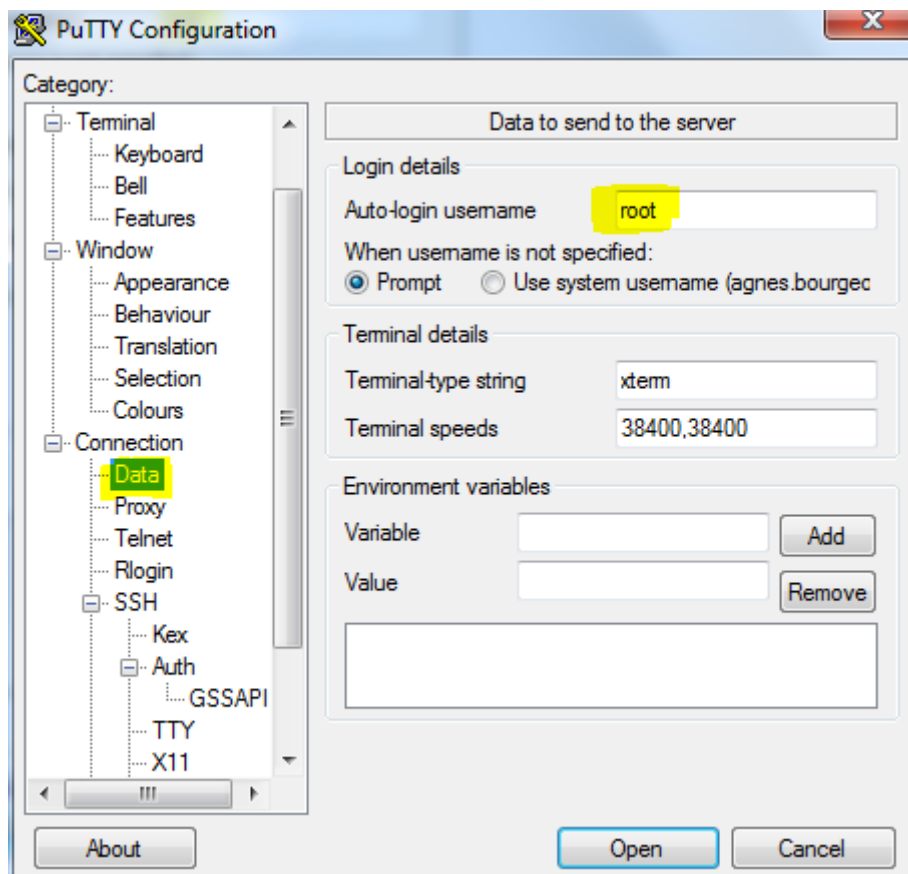 PuTTY Configuration
Category:
Terminal
Keyboard
Bell
Features
Window
Appearance
Behaviour
Translation
Selection
Colours
Connection
Data
Proxy
Telnet
Rlogin
SSH
Kex
Auth
GSSAPI
TTY
X11
Data to send to the server
Login details
Auto-login username root
When username is not specified:
Prompt Use system username (agnes.bourgec
Terminal details
Terminal-type string xterm
Terminal speeds 38400,38400
Environment variables
Variable Add
Value Remove
About Open Cancel